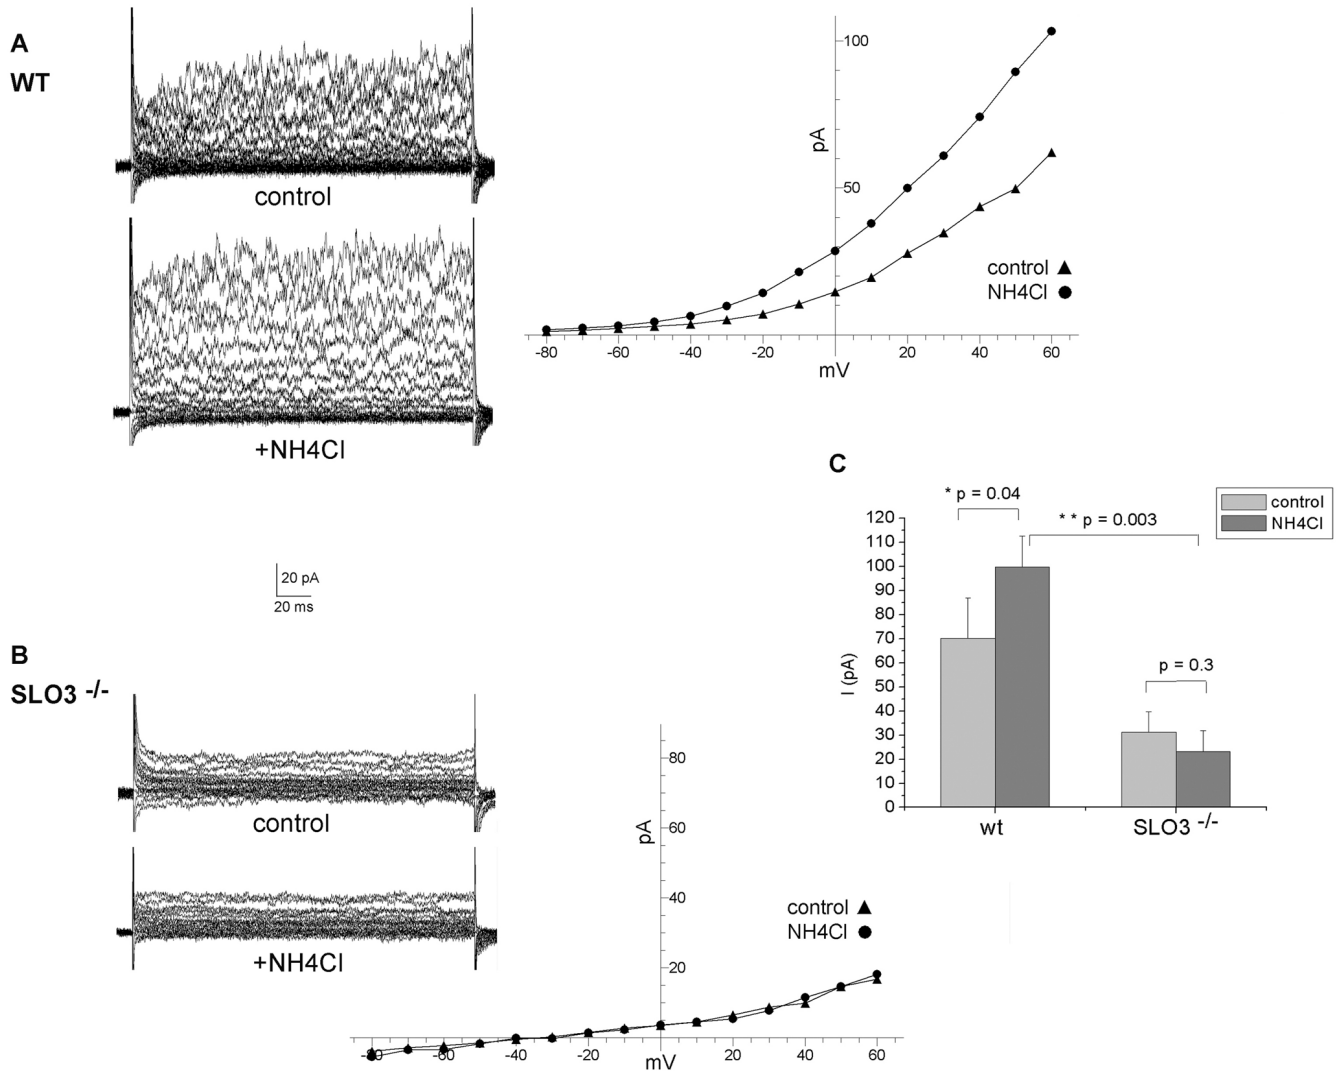 A
WT
control
+NH4Cl
100
50
pA
control
NH4Cl
-80 -60 -40 -20 20 40 60
mV
20 pA
20 ms
B
SLO3 -/-
control
+NH4Cl
80
60
40
20
pA
control
NH4Cl
-80 -60 -40 -20 20 40 60
mV
C
* p = 0.04
* * p = 0.003
p = 0.3
control
NH4Cl
120
110
100
90
80
70
60
50
40
30
20
10
0
I (pA)
wt SLO3 -/-